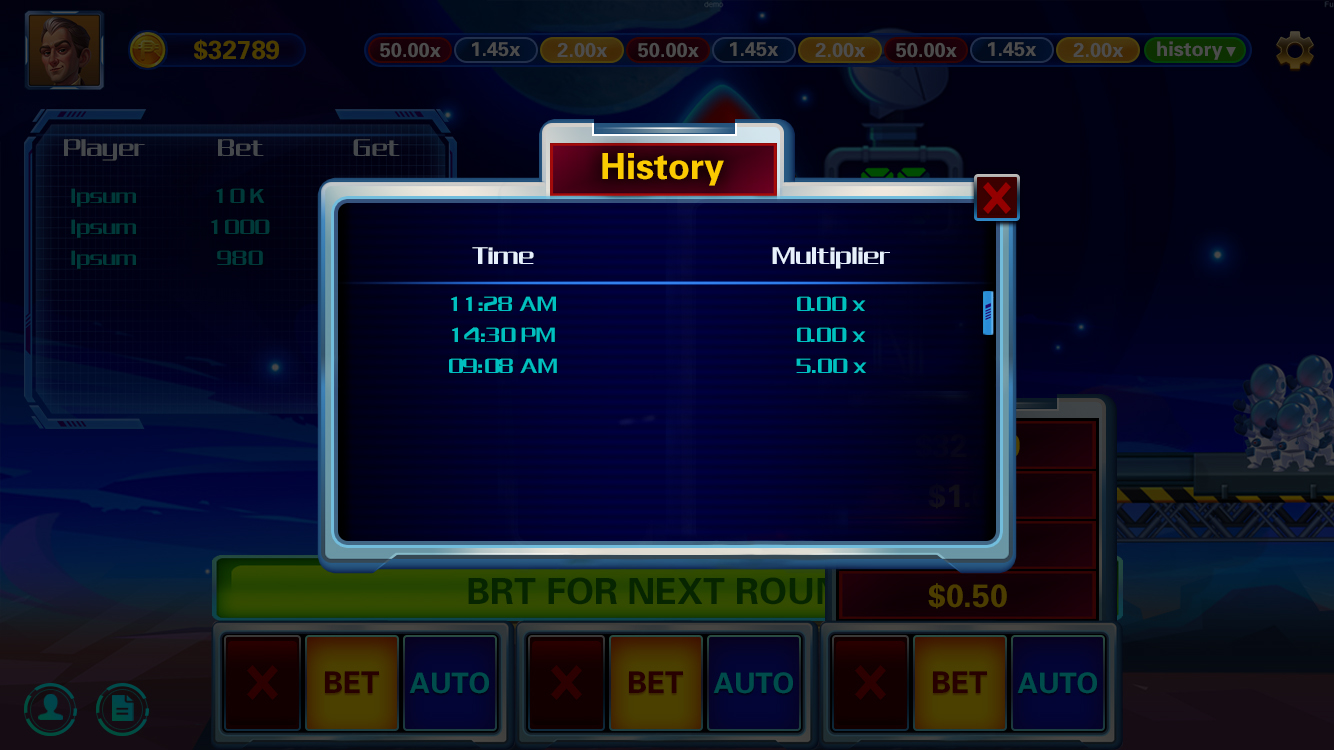 demo
$32789
50.00x 1.45x 2.00x 50.00x 1.45x 2.00x 50.00x 1.45x 2.00x history▼
Player Bet Get
Ipsum 10K
Ipsum 1000
Ipsum 980
History
Time Multiplier
11:28 AM 0.00 x
14:30 PM 0.00 x
09:08 AM 5.00 x
$1.
$0.50
BRT FOR NEXT ROUN
BET AUTO BET AUTO BET AUTO